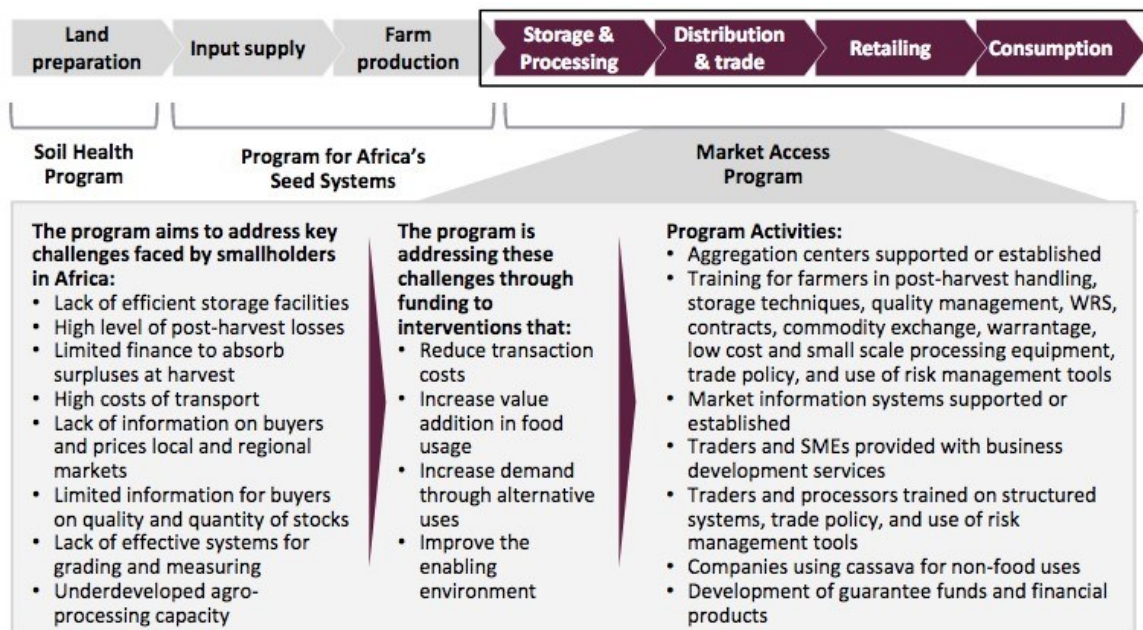 Land
preparation
Input supply
Farm
production
Storage &
Processing
Distribution
& trade
Retailing
Consumption
Soil Health
Program
Program for Africa's
Seed Systems
Market Access
Program
The program aims to address key
challenges faced by smallholders
in Africa:
• Lack of efficient storage facilities
• High level of post-harvest losses
• Limited finance to absorb
surpluses at harvest
• High costs of transport
• Lack of information on buyers
and prices local and regional
markets
• Limited information for buyers
on quality and quantity of stocks
• Lack of effective systems for
grading and measuring
• Underdeveloped agro-
processing capacity
The program is
addressing these
challenges through
funding to
interventions that:
• Reduce transaction
costs
• Increase value
addition in food
usage
• Increase demand
through alternative
uses
• Improve the
enabling
environment
Program Activities:
• Aggregation centers supported or established
• Training for farmers in post-harvest handling,
storage techniques, quality management, WRS,
contracts, commodity exchange, warrantage,
low cost and small scale processing equipment,
trade policy, and use of risk management tools
• Market information systems supported or
established
• Traders and SMEs provided with business
development services
• Traders and processors trained on structured
systems, trade policy, and use of risk
management tools
• Companies using cassava for non-food uses
• Development of guarantee funds and financial
products